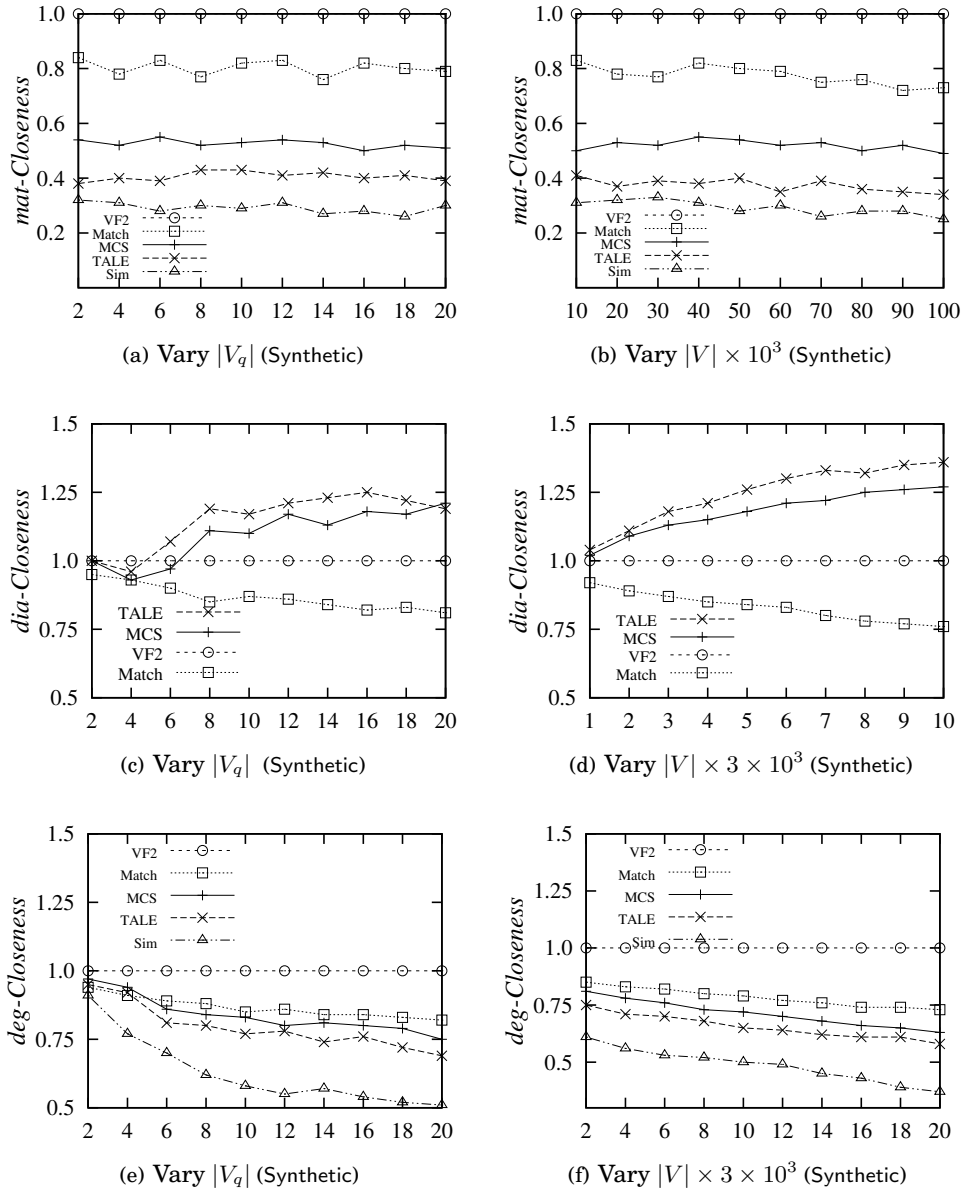 1.0
0.8
0.6
0.4
0.2
mat-Closeness
VF2
Match
MCS
TALE
Sim
2 4 6 8 10 12 14 16 18 20
(a) Vary |V_q| (Synthetic)
1.0
0.8
0.6
0.4
0.2
mat-Closeness
VF2
Match
MCS
TALE
Sim
10 20 30 40 50 60 70 80 90 100
(b) Vary |V| × 10³ (Synthetic)
1.5
1.25
1.0
0.75
0.5
dia-Closeness
TALE
MCS
VF2
Match
2 4 6 8 10 12 14 16 18 20
(c) Vary |V_q| (Synthetic)
1.5
1.25
1.0
0.75
0.5
dia-Closeness
TALE
MCS
VF2
Match
1 2 3 4 5 6 7 8 9 10
(d) Vary |V| × 3 × 10³ (Synthetic)
1.5
1.25
1.0
0.75
0.5
deg-Closeness
VF2
Match
MCS
TALE
Sim
2 4 6 8 10 12 14 16 18 20
(e) Vary |V_q| (Synthetic)
1.5
1.25
1.0
0.75
0.5
deg-Closeness
VF2
Match
MCS
TALE
Sim
2 4 6 8 10 12 14 16 18 20
(f) Vary |V| × 3 × 10³ (Synthetic)